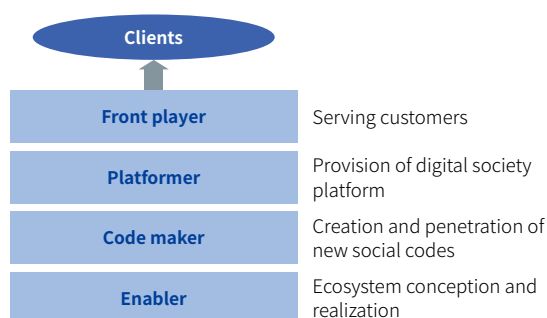 Clients
Front player
Serving customers
Platformer
Provision of digital society
platform
Code maker
Creation and penetration of
new social codes
Enabler
Ecosystem conception and
realization